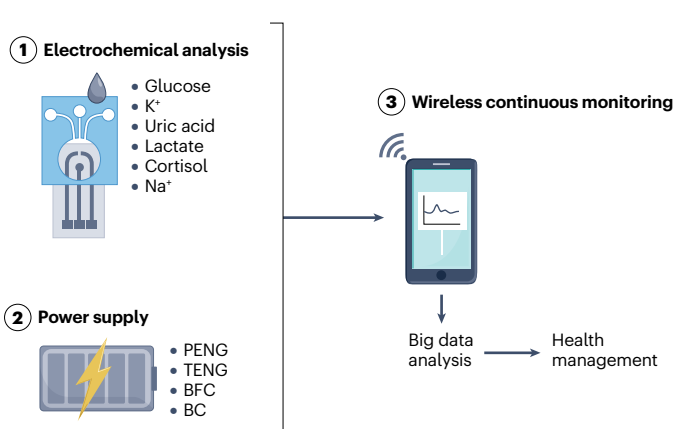 1 Electrochemical analysis
• Glucose
• K⁺
• Uric acid
• Lactate
• Cortisol
• Na⁺
2 Power supply
• PENG
• TENG
• BFC
• BC
3 Wireless continuous monitoring
Big data
analysis
Health
management